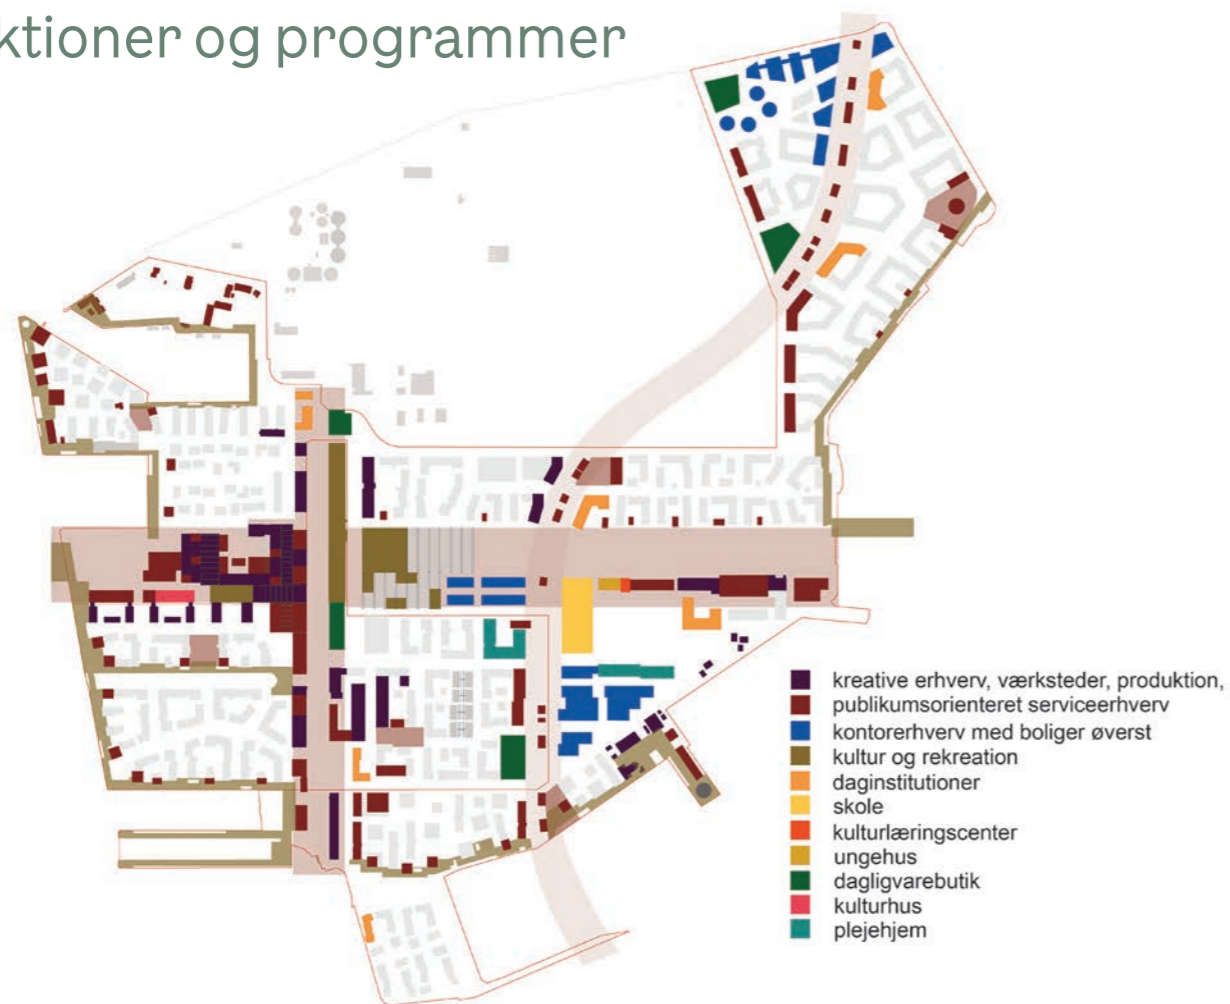 ktioner og programmer
kreative erhverv, værksteder, produktion,
publikumsorienteret serviceerhverv
kontorerhverv med boliger øverst
kultur og rekreation
daginstitutioner
skole
kulturlæringscenter
ungehus
dagligvarebutik
kulturhus
plejehjem